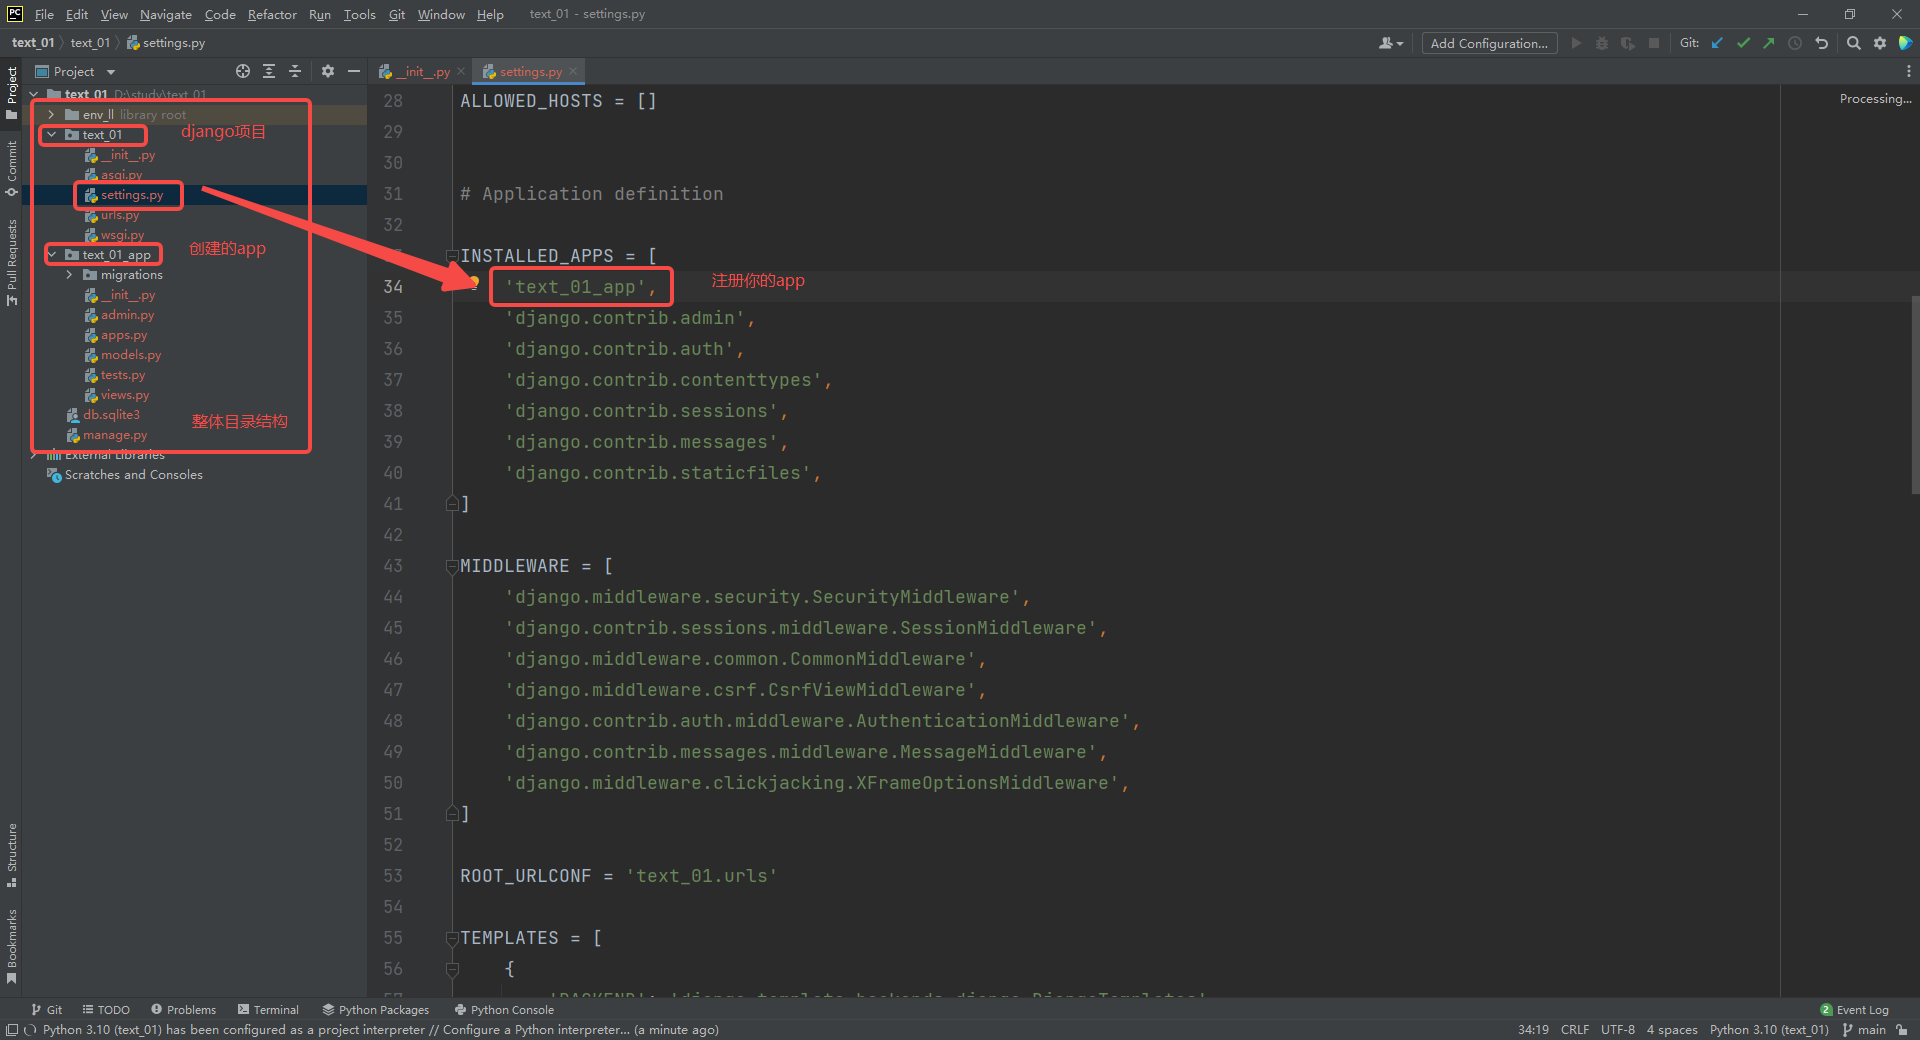 File Edit View Navigate Code Refactor Run Tools Git Window Help text_01 - settings.py
text_01 text_01 settings.py
Add Configuration...
Git:
Project
__init__.py
settings.py
Project
Commit
Pull Requests
Structure
Bookmarks
text_01 D:\study\text_01
env_ll library root
text_01
django项目
__init__.py
asgi.py
settings.py
urls.py
wsgi.py
text_01_app
创建的app
migrations
__init__.py
admin.py
apps.py
models.py
tests.py
views.py
db.sqlite3
整体目录结构
manage.py
External Libraries
Scratches and Consoles
Processing...
28 ALLOWED_HOSTS = []
29
30
31 # Application definition
32
INSTALLED_APPS = [
34 'text_01_app',
注册你的app
35 'django.contrib.admin',
36 'django.contrib.auth',
37 'django.contrib.contenttypes',
38 'django.contrib.sessions',
39 'django.contrib.messages',
40 'django.contrib.staticfiles',
41 ]
42
43 MIDDLEWARE = [
44 'django.middleware.security.SecurityMiddleware',
45 'django.contrib.sessions.middleware.SessionMiddleware',
46 'django.middleware.common.CommonMiddleware',
47 'django.middleware.csrf.CsrfViewMiddleware',
48 'django.contrib.auth.middleware.AuthenticationMiddleware',
49 'django.contrib.messages.middleware.MessageMiddleware',
50 'django.middleware.clickjacking.XFrameOptionsMiddleware',
51 ]
52
53 ROOT_URLCONF = 'text_01.urls'
54
55 TEMPLATES = [
56 {
57 'BACKEND': 'django.template.backends.django.DjangoTemplates',
Git TODO Problems Terminal Python Packages Python Console 2 Event Log
Python 3.10 (text_01) has been configured as a project interpreter // Configure a Python interpreter... (a minute ago) 34:19 CRLF UTF-8 4 spaces Python 3.10 (text_01) main